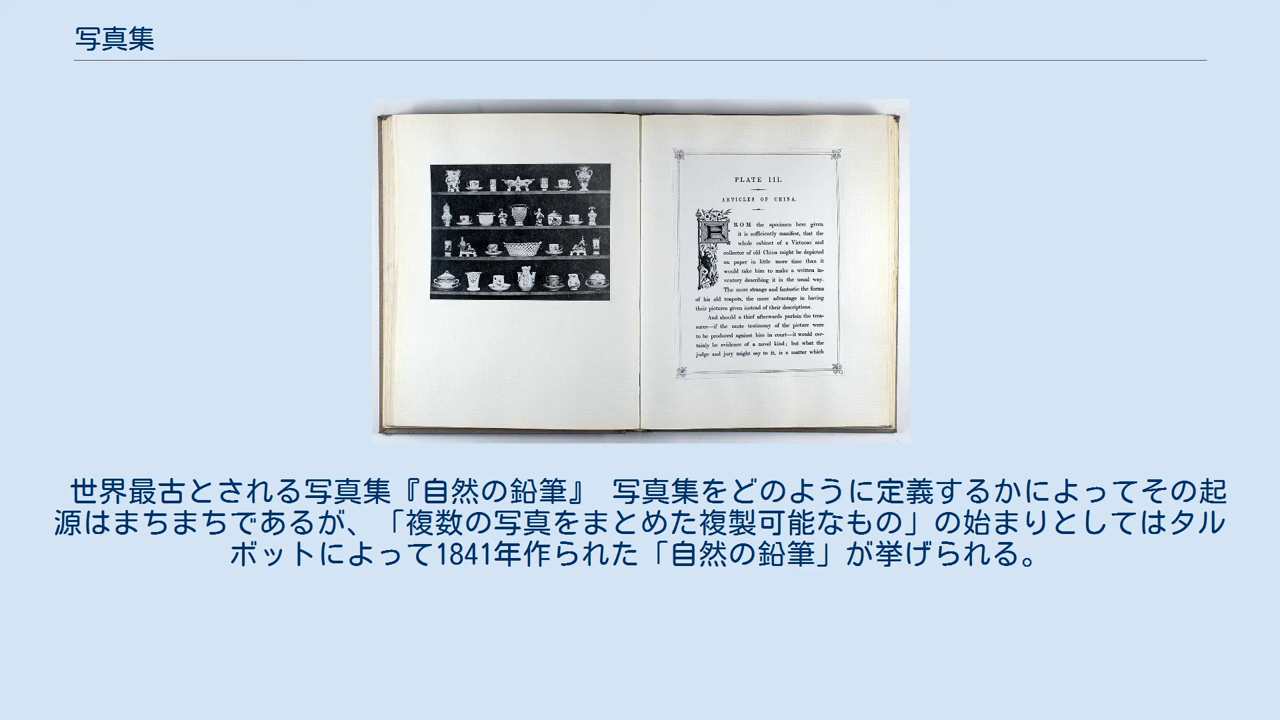 写真集
PLATE III.
ARTICLES OF CHINA.
FROM the specimen here given
it is sufficiently manifest, that the
whole cabinet of a Virtuoso and
collector of old China might be depicted
on paper in little more time than it
would take him to make a written in-
ventory describing it in the usual way.
The more strange and fantastic the forms
of his old teapots, the more advantage in having
their pictures given instead of their descriptions.
And should a thief afterwards purloin the trea-
sures—if the mute testimony of the picture were
to be produced against him in court—it would cer-
tainly be evidence of a novel kind; but what the
judge and jury might say to it, is a matter which
世界最古とされる写真集『自然の鉛筆』 写真集をどのように定義するかによってその起
源はまちまちであるが、「複数の写真をまとめた複製可能なもの」の始まりとしてはタル
ボットによって1841年作られた「自然の鉛筆」が挙げられる。